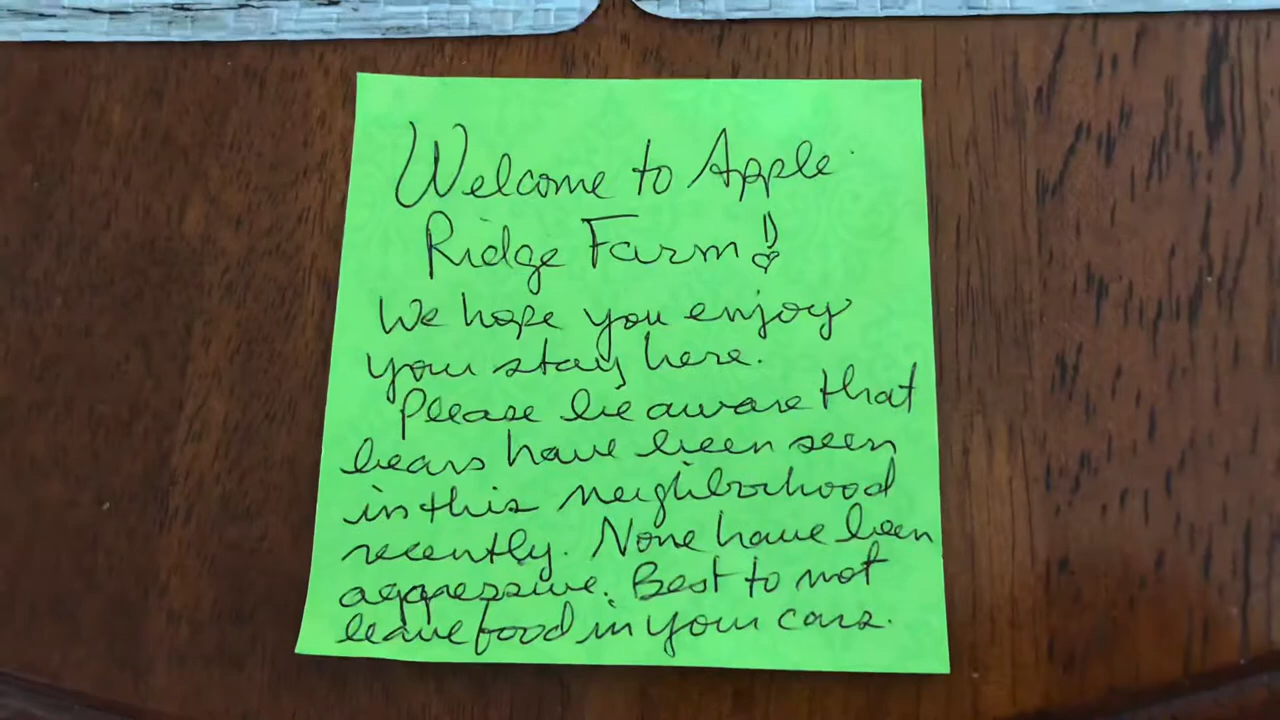 Welcome to Apple
Ridge Farm!
We hope you enjoy
your stay here.
Please be aware that
bears have been seen
in this neighborhood
recently. None have been
aggressive. Best to not
leave food in your cars.